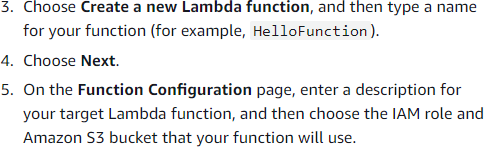 3. Choose Create a new Lambda function, and then type a name
for your function (for example, HelloFunction).
4. Choose Next.
5. On the Function Configuration page, enter a description for
your target Lambda function, and then choose the IAM role and
Amazon S3 bucket that your function will use.